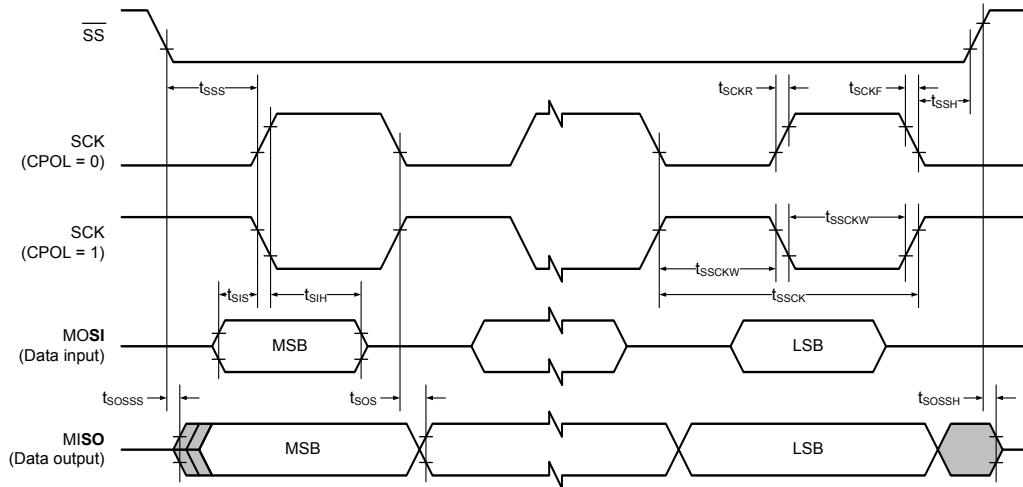 SS
tSSS
tSCKR
tSCKF
tSSH
SCK
(CPOL = 0)
SCK
(CPOL = 1)
tSSCKW
tSSCKW
tSIS
tSIH
tSSCK
MOSI
(Data input)
MSB
LSB
tSOSSS
tSOS
tSOSSH
MISO
(Data output)
MSB
LSB